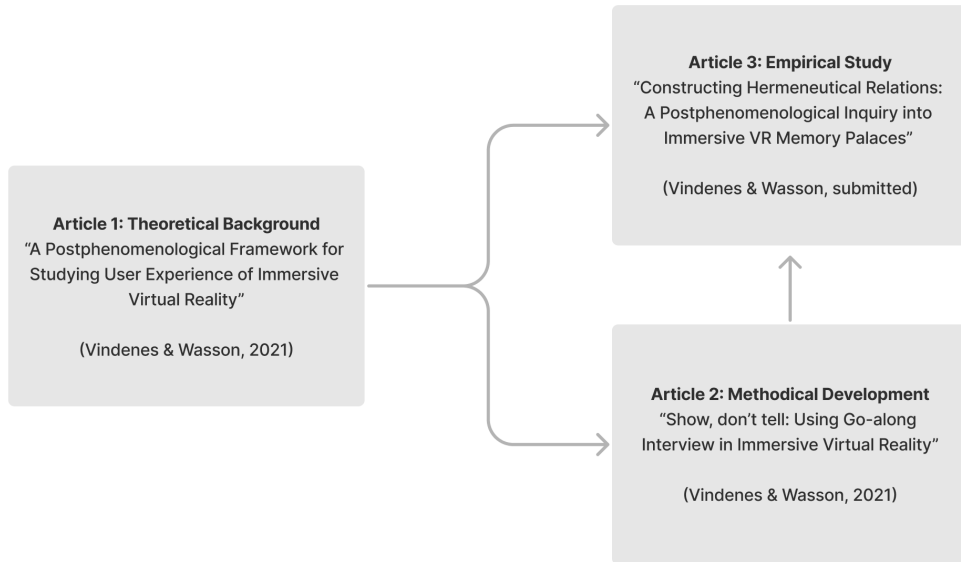 Article 1: Theoretical Background
“A Postphenomenological Framework for
Studying User Experience of Immersive
Virtual Reality”
(Vindenes & Wasson, 2021)
Article 3: Empirical Study
“Constructing Hermeneutical Relations:
A Postphenomenological Inquiry into
Immersive VR Memory Palaces”
(Vindenes & Wasson, submitted)
Article 2: Methodical Development
“Show, don’t tell: Using Go-along
Interview in Immersive Virtual Reality”
(Vindenes & Wasson, 2021)